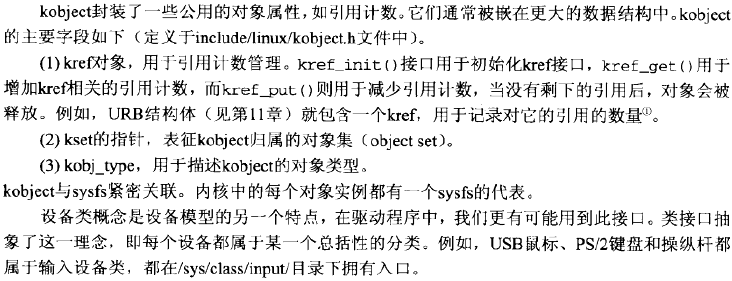 kobject封装了一些公用的对象属性，如引用计数。它们通常被嵌在更大的数据结构中。kobject
的主要字段如下（定义于include/linux/kobject.h文件中）。
(1) kref对象，用于引用计数管理。kref_init()接口用于初始化kref接口，kref_get()用于
增加kref相关的引用计数，而kref_put()则用于减少引用计数，当没有剩下的引用后，对象会被
释放。例如，URB结构体（见第11章）就包含一个kref，用于记录对它的引用的数量①。
(2) kset的指针，表征kobject归属的对象集（object set）。
(3) kobj_type，用于描述kobject的对象类型。
kobject与sysfs紧密关联。内核中的每个对象实例都有一个sysfs的代表。
设备类概念是设备模型的另一个特点，在驱动程序中，我们更有可能用到此接口。类接口抽
象了这一理念，即每个设备都属于某一个总括性的分类。例如，USB鼠标、PS/2键盘和操纵杆都
属于输入设备类，都在/sys/class/input/目录下拥有入口。